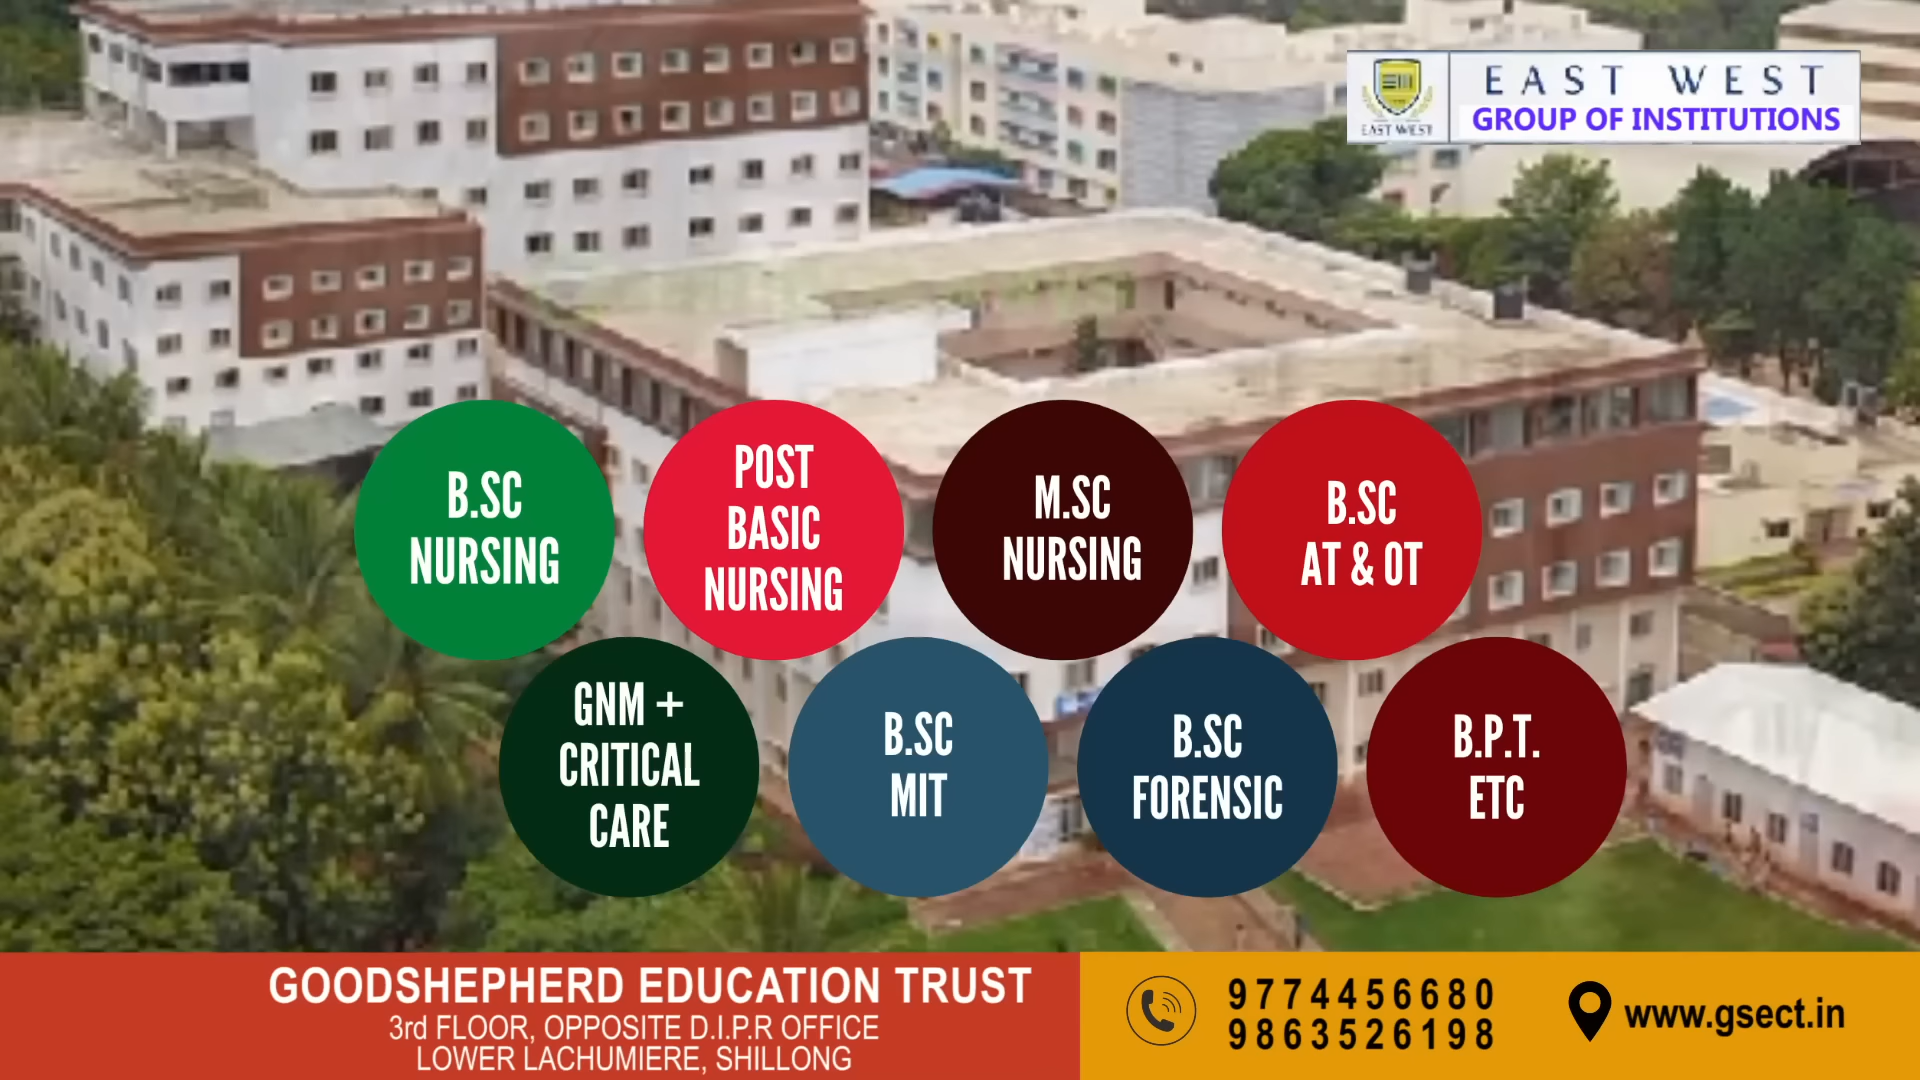 EAST WEST
EAST WEST
GROUP OF INSTITUTIONS
B.SC
NURSING
POST
BASIC
NURSING
M.SC
NURSING
B.SC
AT & OT
GNM +
CRITICAL
CARE
B.SC
MIT
B.SC
FORENSIC
B.P.T.
ETC
GOODSHEPHERD EDUCATION TRUST
3rd FLOOR, OPPOSITE D.I.P.R OFFICE
LOWER LACHUMIERE, SHILLONG
9774456680
9863526198
www.gsect.in